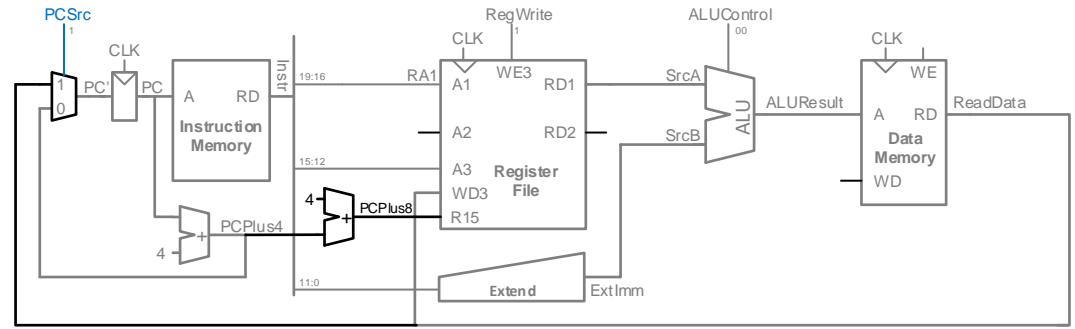 PCSrc
1
RegWrite
1
ALUControl
00
CLK
CLK
CLK
1
0
PC'
PC
A
RD
Instruction
Memory
Instr
19:16
RA1
A1
WE3
RD1
A2
RD2
15:12
A3
WD3
R15
Register
File
SrcA
SrcB
ALU
ALUResult
WE
A
RD
Data
Memory
WD
ReadData
4
+
PCPlus8
PCPlus4
4
+
11:0
Extend
ExtImm